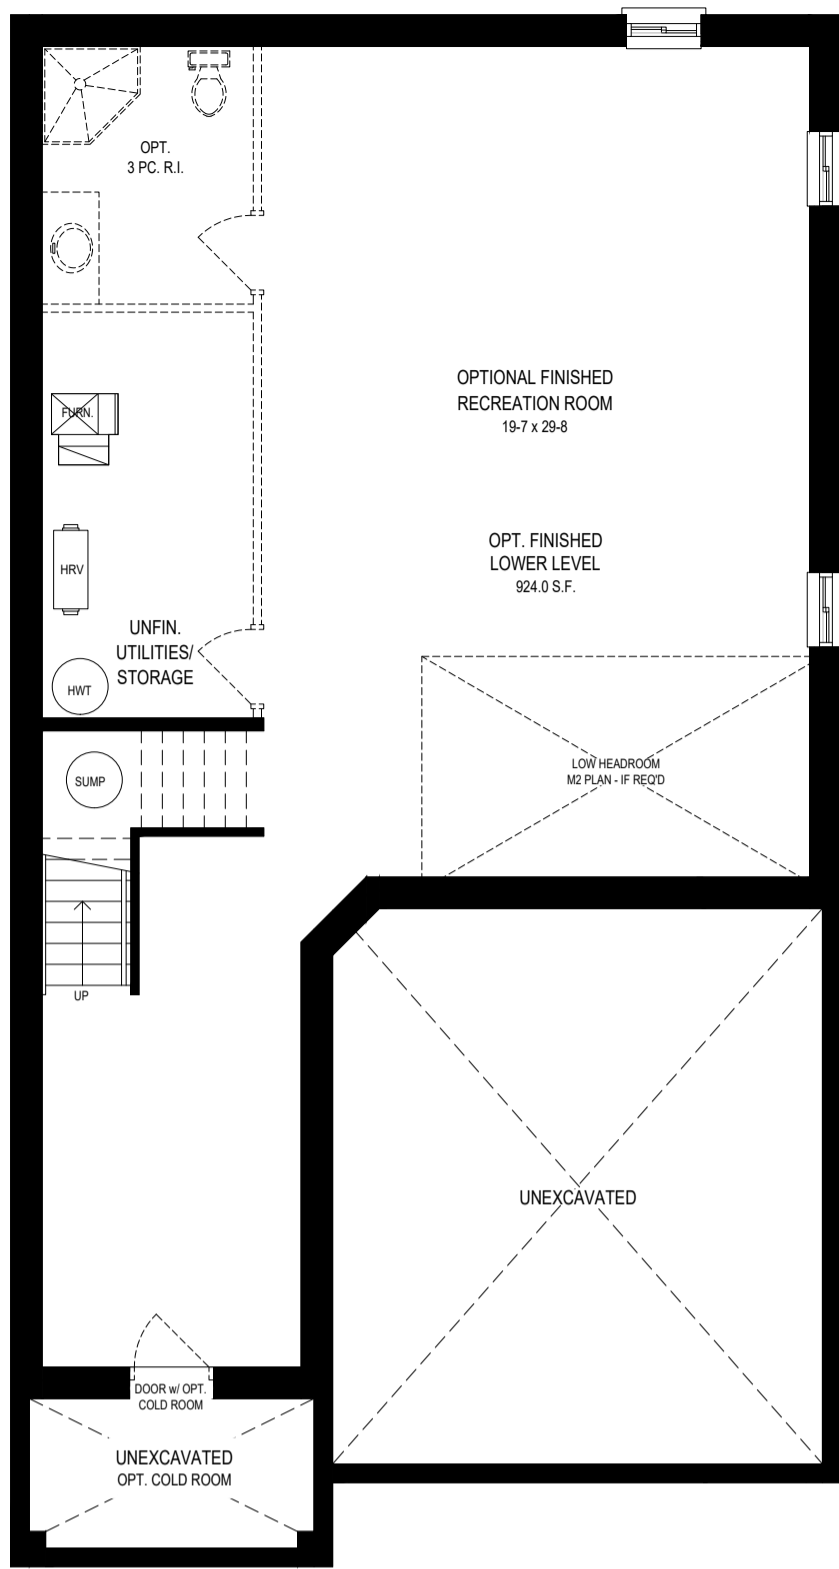 OPT.
3 PC. R.I.
OPTIONAL FINISHED
RECREATION ROOM
19-7 x 29-8
FURN.
OPT. FINISHED
LOWER LEVEL
924.0 S.F.
HRV
UNFIN.
UTILITIES/
STORAGE
HWT
LOW HEADROOM
M2 PLAN - IF REQ'D
SUMP
UP
UNEXCAVATED
DOOR w/ OPT.
COLD ROOM
UNEXCAVATED
OPT. COLD ROOM